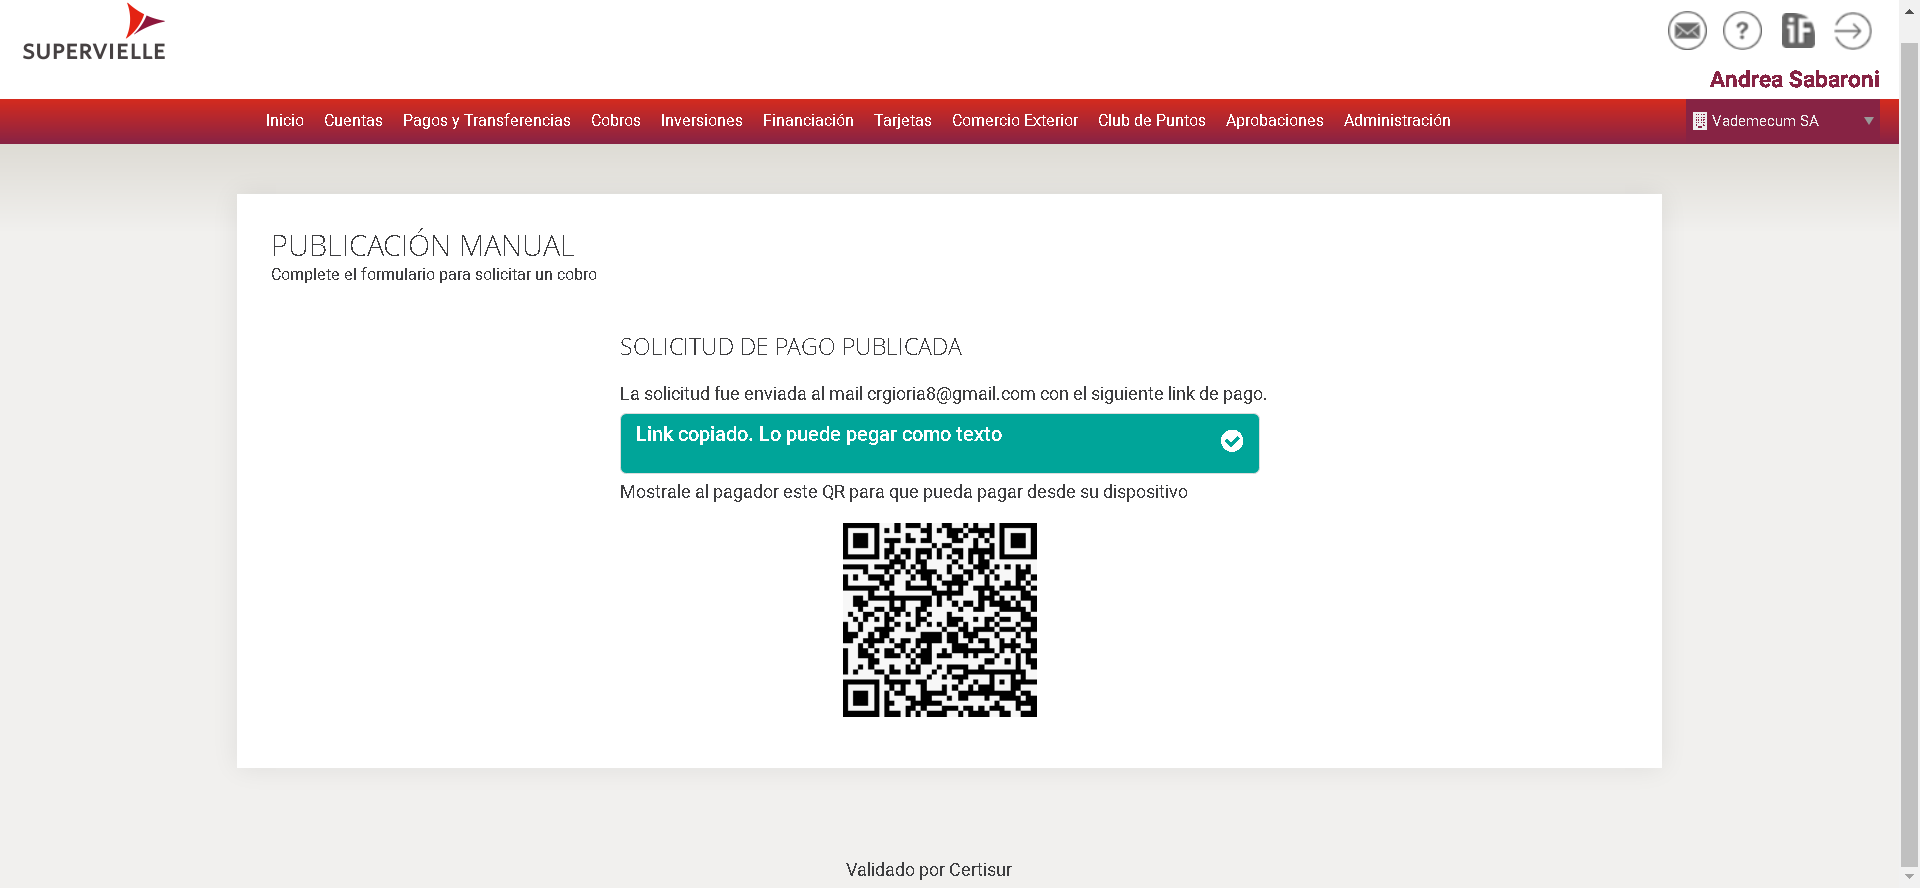 SUPERVIELLE
?
iF
Andrea Sabaroni
Inicio Cuentas Pagos y Transferencias Cobros Inversiones Financiación Tarjetas Comercio Exterior Club de Puntos Aprobaciones Administración Vademecum SA
PUBLICACIÓN MANUAL
Complete el formulario para solicitar un cobro
SOLICITUD DE PAGO PUBLICADA
La solicitud fue enviada al mail crgioria8@gmail.com con el siguiente link de pago.
Link copiado. Lo puede pegar como texto
Mostrale al pagador este QR para que pueda pagar desde su dispositivo
Validado por Certisur